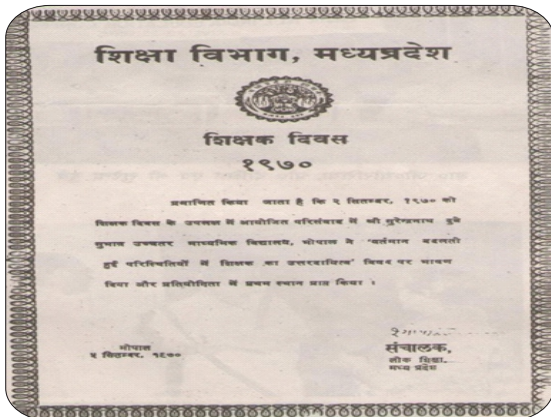 शिक्षा विभाग, मध्यप्रदेश
शिक्षक दिवस
१९७०
प्रमाणित किया जाता है कि ५ सितम्बर, १९७० को
शिक्षक दिवस के उपलक्ष में आयोजित परिसंवाद में श्री सुरेन्द्रनाथ दुबे
सुभाष उच्चतर माध्यमिक विद्यालय, भोपाल ने 'वर्तमान बदलती
हुई परिस्थितियों में शिक्षक का उत्तरदायित्व' विषय पर भाषण
दिया और प्रतियोगिता में प्रथम स्थान प्राप्त किया ।
भोपाल
५ सितम्बर, १९७०
संचालक,
लोक शिक्षा,
मध्य प्रदेश